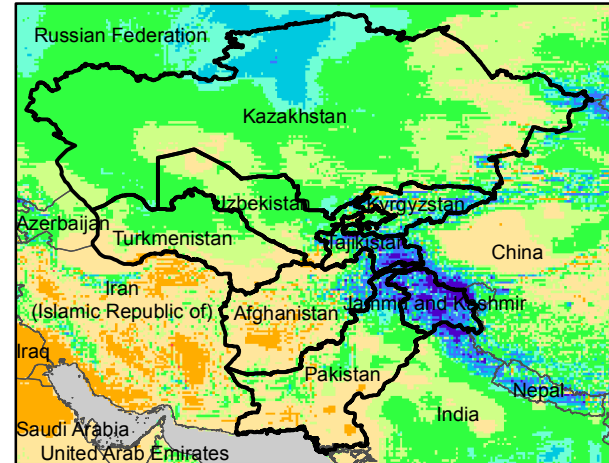 Russian Federation
Kazakhstan
Uzbekistan
Kyrgyzstan
Azerbaijan
Turkmenistan
Tajikistan
China
Iran
(Islamic Republic of)
Afghanistan
Jammu and Kashmir
Iraq
Pakistan
Nepal
India
Saudi Arabia
United Arab Emirates